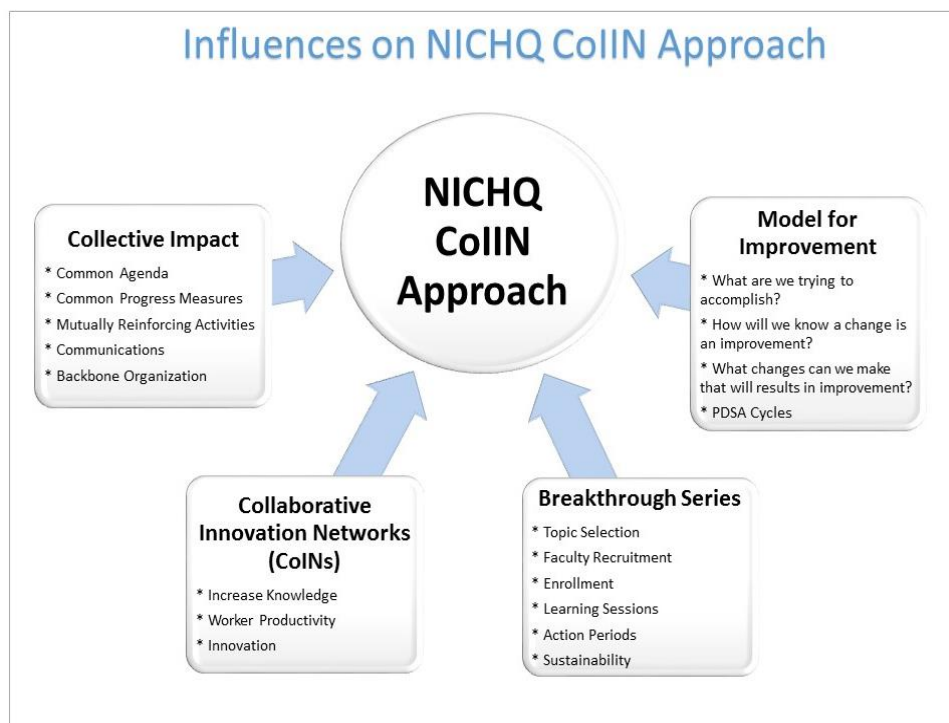 Influences on NICHQ CoIIN Approach
NICHQ
CoIIN
Approach
Collective Impact
* Common Agenda
* Common Progress Measures
* Mutually Reinforcing Activities
* Communications
* Backbone Organization
Model for
Improvement
* What are we trying to
accomplish?
* How will we know a change is
an improvement?
* What changes can we make
that will results in improvement?
* PDSA Cycles
Collaborative
Innovation Networks
(CoINs)
* Increase Knowledge
* Worker Productivity
* Innovation
Breakthrough Series
* Topic Selection
* Faculty Recruitment
* Enrollment
* Learning Sessions
* Action Periods
* Sustainability